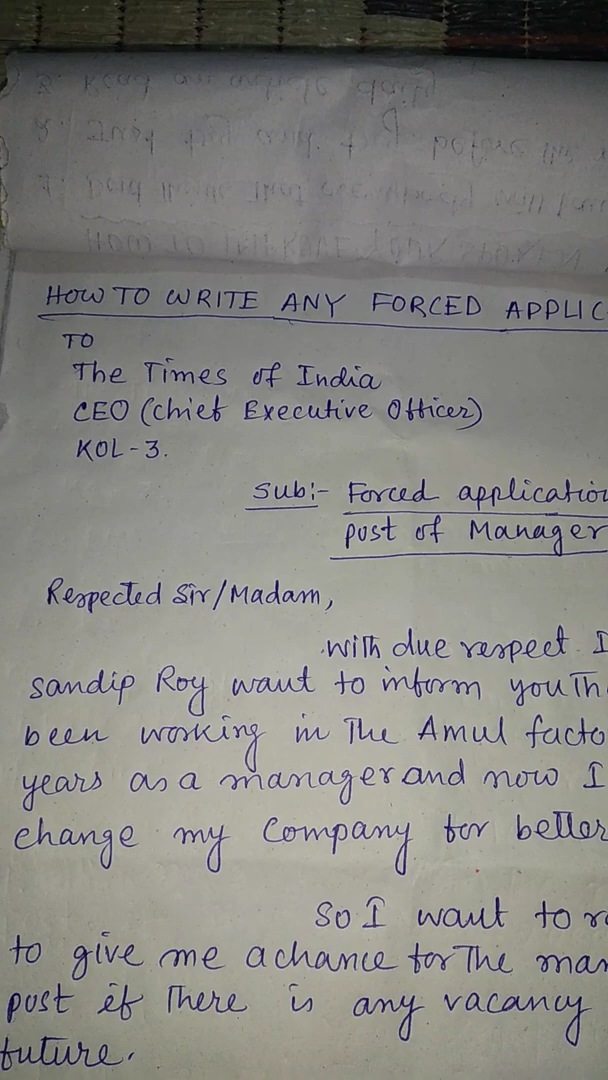 HOW TO WRITE ANY FORCED APPLIC
TO
The Times of India
CEO (Chief Executive Officer)
KOL-3.
Sub:- Forced application
post of Manager
Respected Sir/Madam,
with due respect I
Sandip Roy want to inform you Tha
been working in The Amul facto
years as a manager and now I
change my Company for better
So I want to r
to give me a chance for The man
post if There is any vacancy
future.